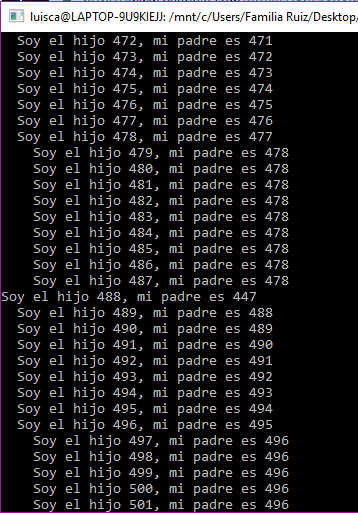 luisca@LAPTOP-9U9KIEJJ: /mnt/c/Users/Familia Ruiz/Desktop/
Soy el hijo 472, mi padre es 471
Soy el hijo 473, mi padre es 472
Soy el hijo 474, mi padre es 473
Soy el hijo 475, mi padre es 474
Soy el hijo 476, mi padre es 475
Soy el hijo 477, mi padre es 476
Soy el hijo 478, mi padre es 477
Soy el hijo 479, mi padre es 478
Soy el hijo 480, mi padre es 478
Soy el hijo 481, mi padre es 478
Soy el hijo 482, mi padre es 478
Soy el hijo 483, mi padre es 478
Soy el hijo 484, mi padre es 478
Soy el hijo 485, mi padre es 478
Soy el hijo 486, mi padre es 478
Soy el hijo 487, mi padre es 478
Soy el hijo 488, mi padre es 447
Soy el hijo 489, mi padre es 488
Soy el hijo 490, mi padre es 489
Soy el hijo 491, mi padre es 490
Soy el hijo 492, mi padre es 491
Soy el hijo 493, mi padre es 492
Soy el hijo 494, mi padre es 493
Soy el hijo 495, mi padre es 494
Soy el hijo 496, mi padre es 495
Soy el hijo 497, mi padre es 496
Soy el hijo 498, mi padre es 496
Soy el hijo 499, mi padre es 496
Soy el hijo 500, mi padre es 496
Soy el hijo 501, mi padre es 496